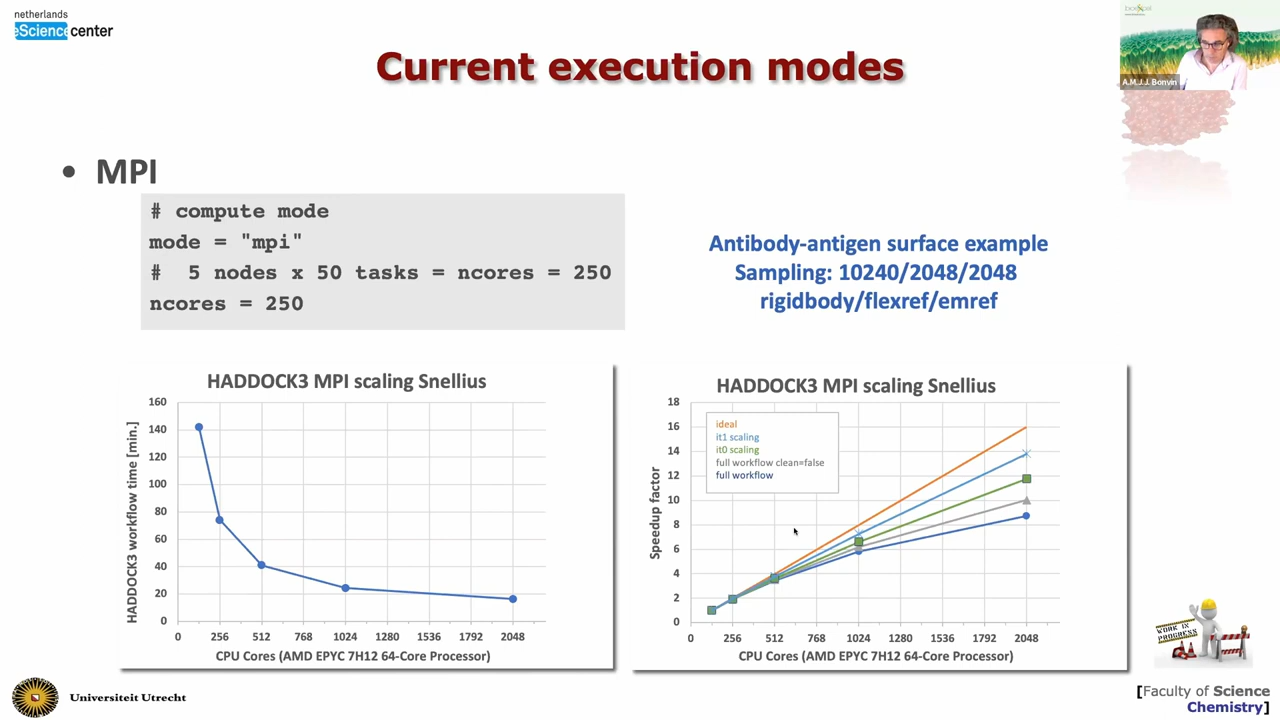 netherlands
eScience center
Current execution modes
A.M.J.J. Bonvin
• MPI
# compute mode
mode = "mpi"
#  5 nodes x 50 tasks = ncores = 250
ncores = 250
Antibody-antigen surface example
Sampling: 10240/2048/2048
rigidbody/flexref/emref
HADDOCK3 MPI scaling Snellius
HADDOCK3 workflow time [min.]
160
140
120
100
80
60
40
20
0
0 256 512 768 1024 1280 1536 1792 2048
CPU Cores (AMD EPYC 7H12 64-Core Processor)
HADDOCK3 MPI scaling Snellius
Speedup factor
18
16
14
12
10
8
6
4
2
0
ideal
it1 scaling
it0 scaling
full workflow clean=false
full workflow
0 256 512 768 1024 1280 1536 1792 2048
CPU Cores (AMD EPYC 7H12 64-Core Processor)
WORK IN
PROGRESS
Universiteit Utrecht
[Faculty of Science
Chemistry]